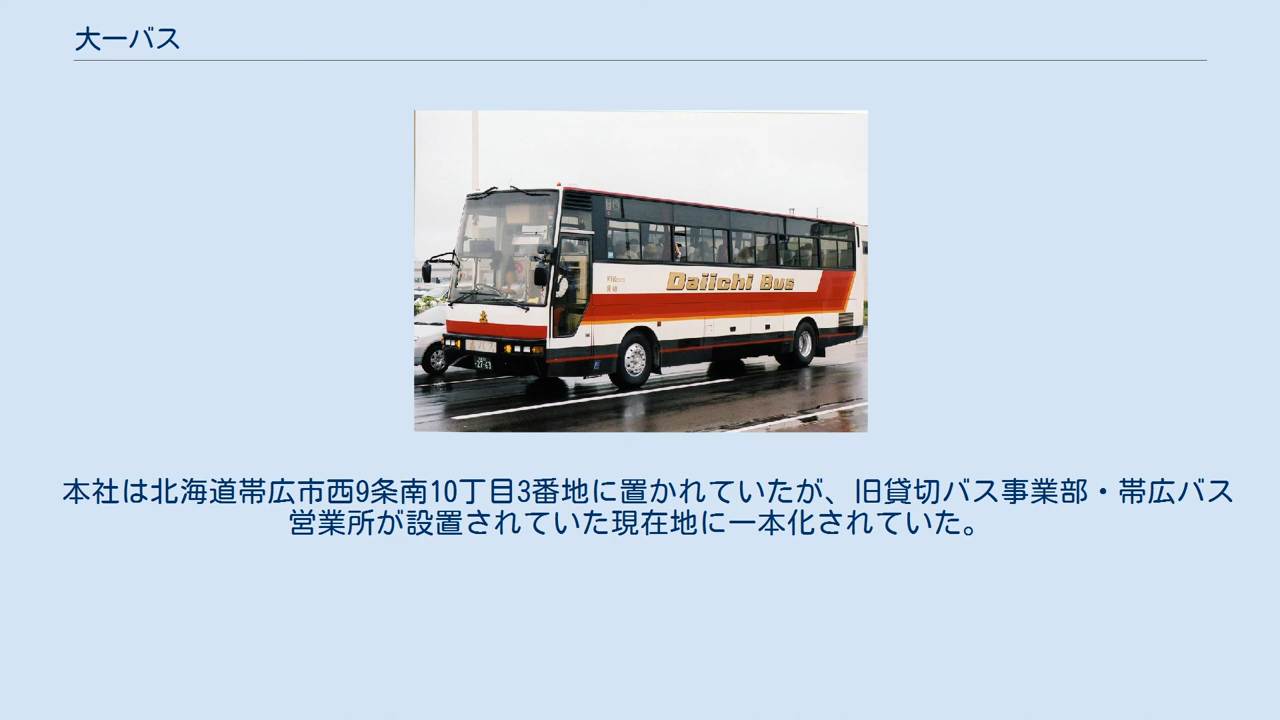 大一バス
Daiichi Bus
本社は北海道帯広市西9条南10丁目3番地に置かれていたが、旧貸切バス事業部・帯広バス
営業所が設置されていた現在地に一本化されていた。